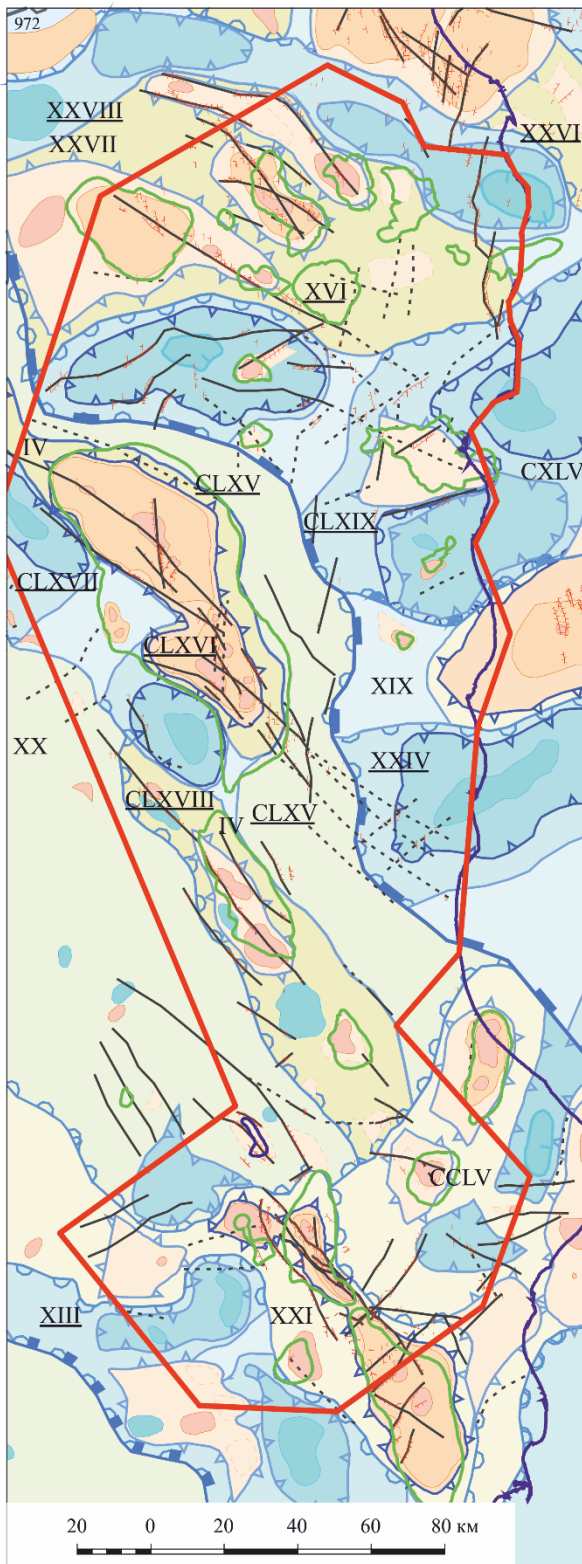 972
XXVIII
XXVII
XXVI
XVI
IV
CLXV
CXLV
CLXIX
CLXVII
CLXVI
XIX
XX
XXIV
CLXVIII
CLXV
IV
CCLV
XIII
XXI
20 0 20 40 60 80 км